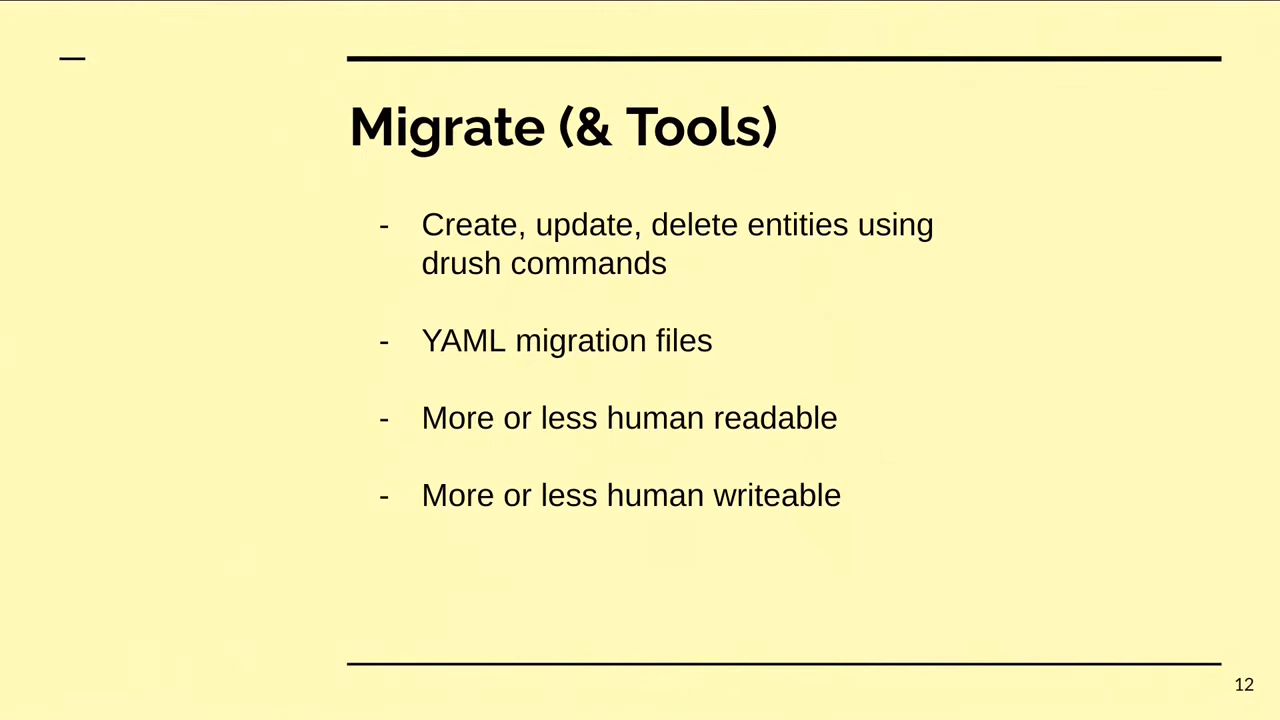 Migrate (& Tools)
- Create, update, delete entities using
drush commands
- YAML migration files
- More or less human readable
- More or less human writeable
12